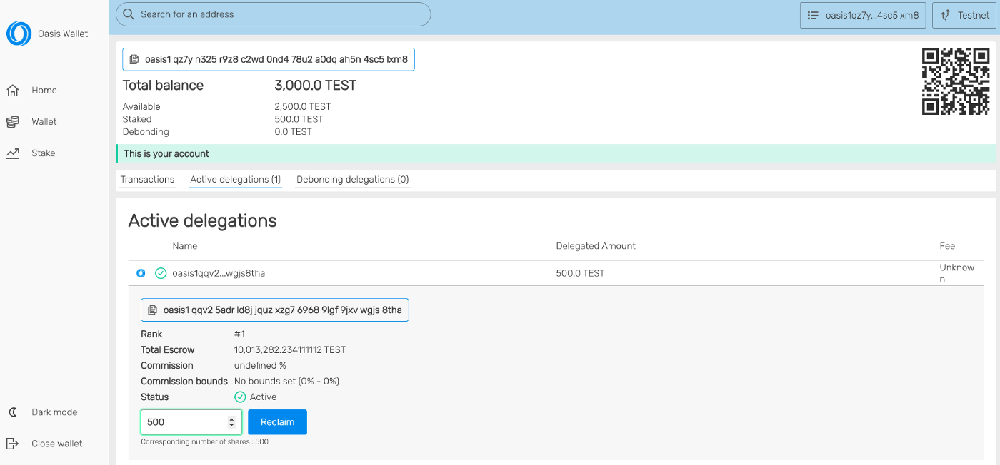 Oasis Wallet
Home
Wallet
Stake
Dark mode
Close wallet
Search for an address
oasis1qz7y...4sc5lxm8
Testnet
oasis1 qz7y n325 r9z8 c2wd 0nd4 78u2 a0dq ah5n 4sc5 lxm8
Total balance 3,000.0 TEST
Available 2,500.0 TEST
Staked 500.0 TEST
Debonding 0.0 TEST
This is your account
Transactions Active delegations (1) Debonding delegations (0)
Active delegations
Name Delegated Amount Fee
oasis1qqv2...wgjs8tha 500.0 TEST Unknow
n
oasis1 qqv2 5adr ld8j jquz xzg7 6968 9lgf 9jxv wgjs 8tha
Rank #1
Total Escrow 10,013,282.234111112 TEST
Commission undefined %
Commission bounds No bounds set (0% - 0%)
Status Active
500 Reclaim
Corresponding number of shares : 500